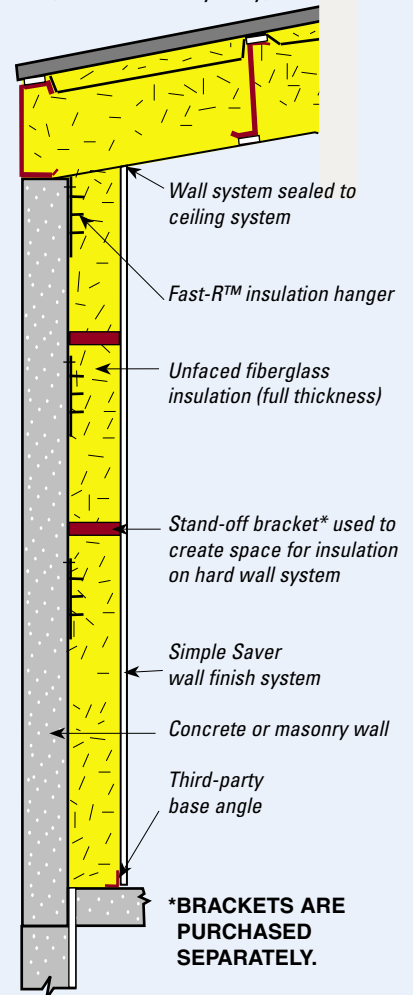 Wall system sealed to
ceiling system
Fast-R™ insulation hanger
Unfaced fiberglass
insulation (full thickness)
Stand-off bracket* used to
create space for insulation
on hard wall system
Simple Saver
wall finish system
Concrete or masonry wall
Third-party
base angle
*BRACKETS ARE
PURCHASED
SEPARATELY.